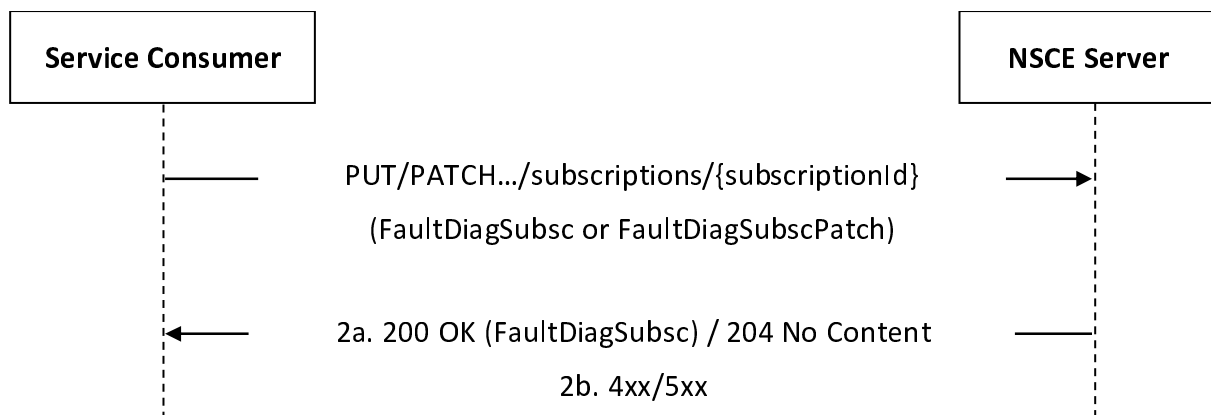 Service Consumer
NSCE Server
PUT/PATCH…/subscriptions/{subscriptionId}
(FaultDiagSubsc or FaultDiagSubscPatch)
2a. 200 OK (FaultDiagSubsc) / 204 No Content
2b. 4xx/5xx